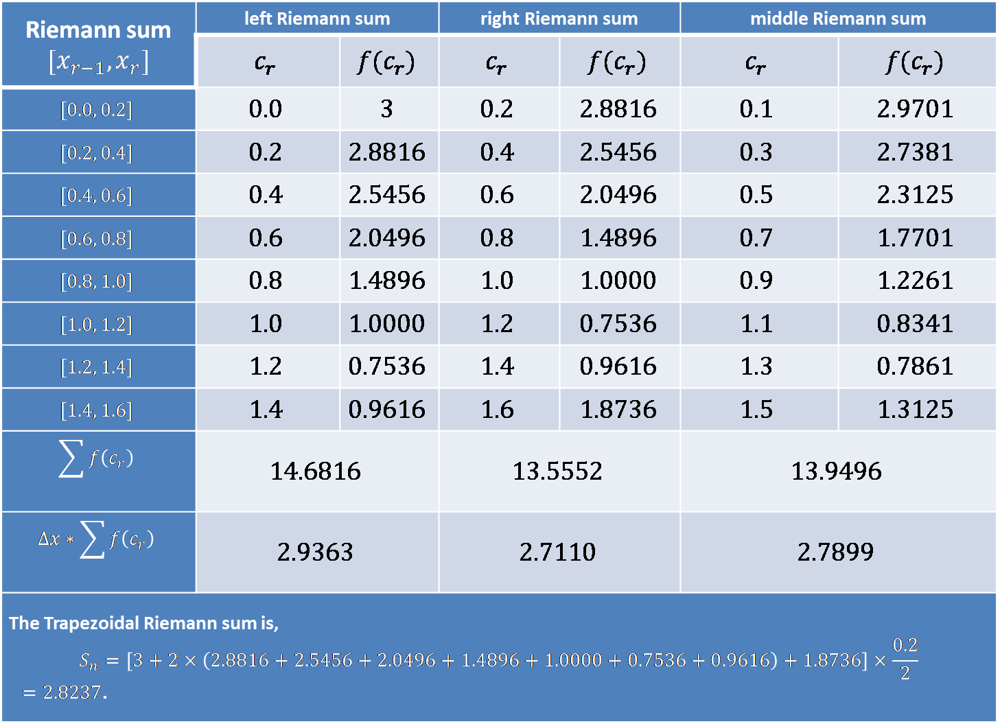 Riemann sum
[x_{r−1}, x_r]
left Riemann sum right Riemann sum middle Riemann sum
c_r f(c_r) c_r f(c_r) c_r f(c_r)
[0.0, 0.2] 0.0 3 0.2 2.8816 0.1 2.9701
[0.2, 0.4] 0.2 2.8816 0.4 2.5456 0.3 2.7381
[0.4, 0.6] 0.4 2.5456 0.6 2.0496 0.5 2.3125
[0.6, 0.8] 0.6 2.0496 0.8 1.4896 0.7 1.7701
[0.8, 1.0] 0.8 1.4896 1.0 1.0000 0.9 1.2261
[1.0, 1.2] 1.0 1.0000 1.2 0.7536 1.1 0.8341
[1.2, 1.4] 1.2 0.7536 1.4 0.9616 1.3 0.7861
[1.4, 1.6] 1.4 0.9616 1.6 1.8736 1.5 1.3125
∑ f(c_r) 14.6816 13.5552 13.9496
Δx * ∑ f(c_r) 2.9363 2.7110 2.7899
The Trapezoidal Riemann sum is,
S_n = [3 + 2 × (2.8816 + 2.5456 + 2.0496 + 1.4896 + 1.0000 + 0.7536 + 0.9616) + 1.8736] × 0.2/2
= 2.8237.